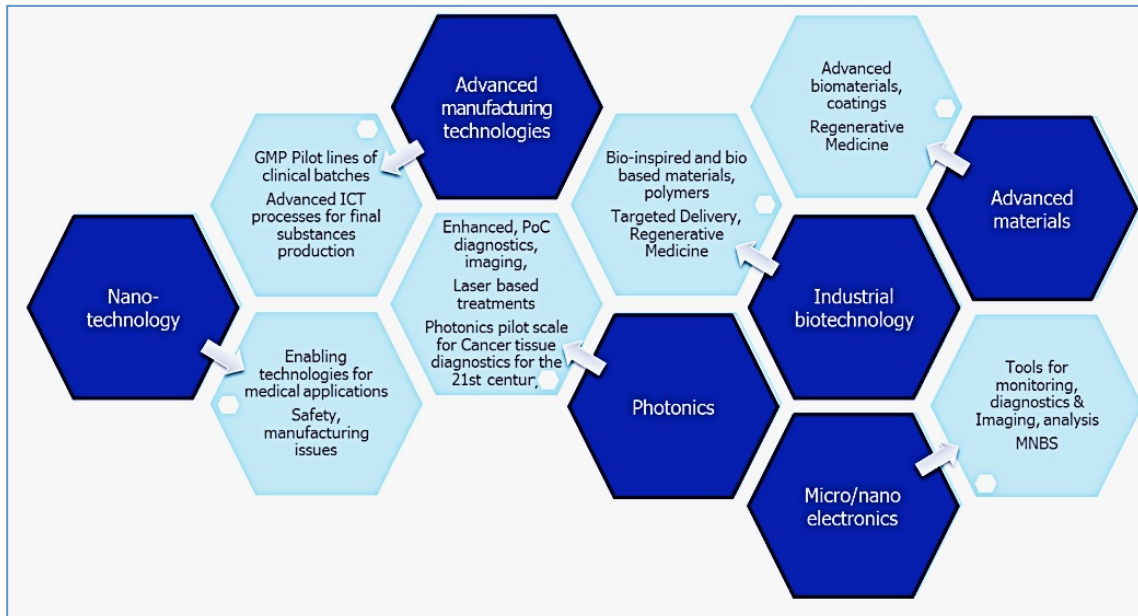 Advanced
manufacturing
technologies
Advanced
biomaterials,
coatings
Regenerative
Medicine
GMP Pilot lines of
clinical batches
Advanced ICT
processes for final
substances
production
Bio-inspired and bio
based materials,
polymers
Targeted Delivery,
Regenerative
Medicine
Advanced
materials
Nano-
technology
Enhanced, PoC
diagnostics,
imaging,
Laser based
treatments
Photonics pilot scale
for Cancer tissue
diagnostics for the
21st centur
Industrial
biotechnology
Enabling
technologies for
medical applications
Safety,
manufacturing
issues
Photonics
Tools for
monitoring,
diagnostics &
Imaging, analysis
MNBS
Micro/nano
electronics